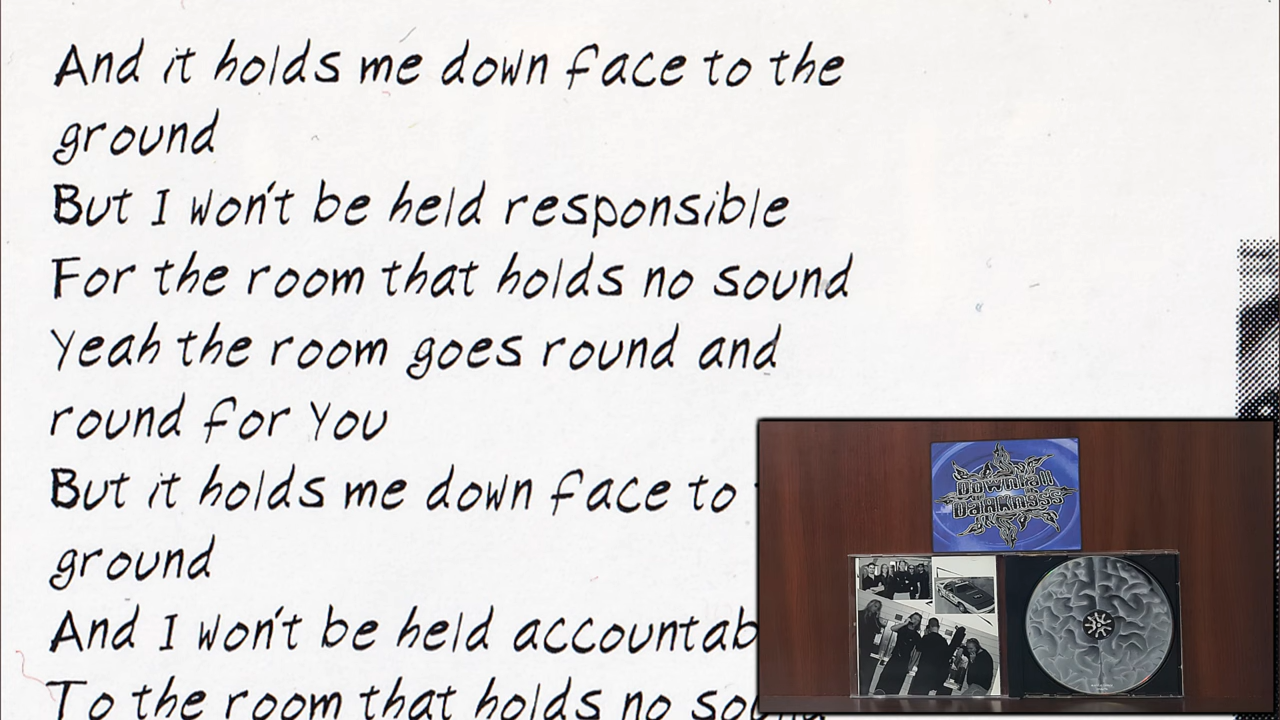 And it holds me down face to the
ground
But I won't be held responsible
For the room that holds no sound
Yeah the room goes round and
round for You
But it holds me down face to
ground
And I won't be held accountab
To the room that holds no sound
Downfall
Darkness